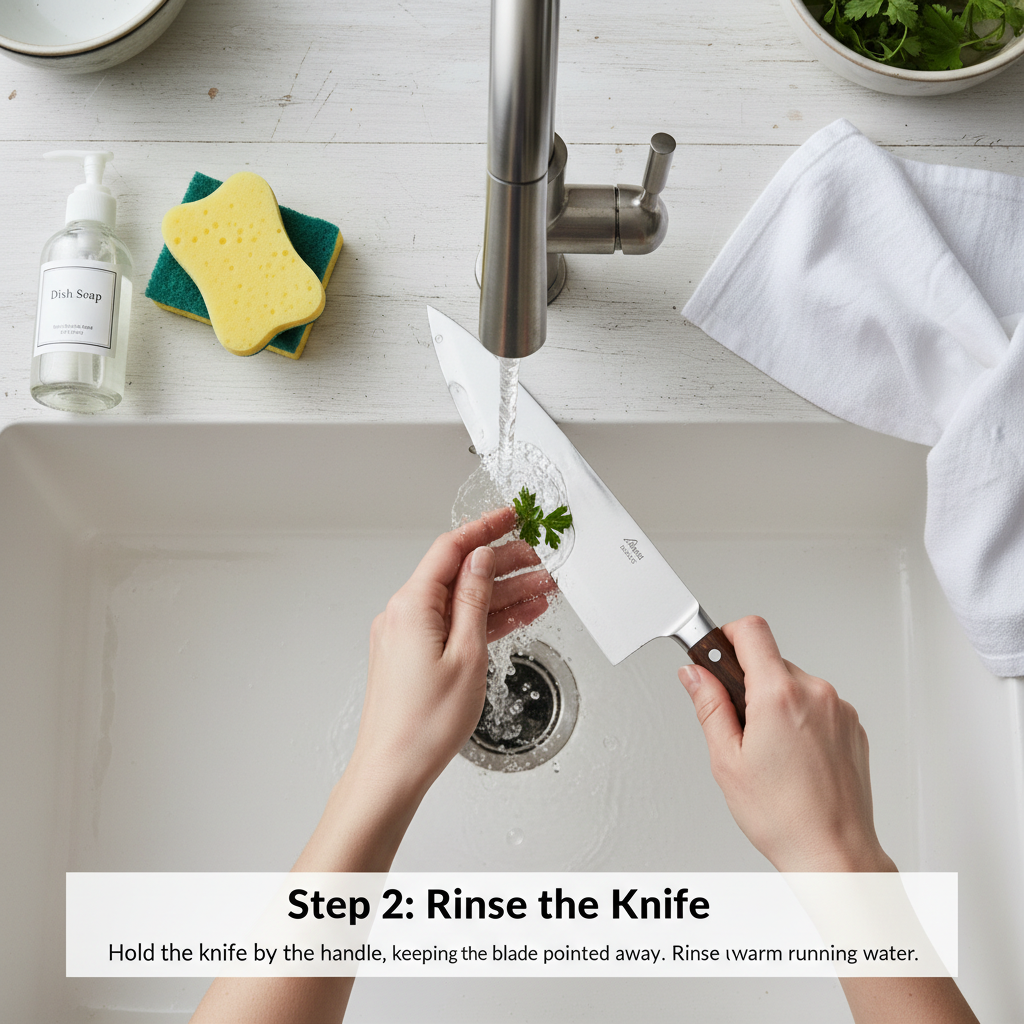 Dish Soap
Step 2: Rinse the Knife
Hold the knife by the handle, keeping the blade pointed away. Rinse warm running water.